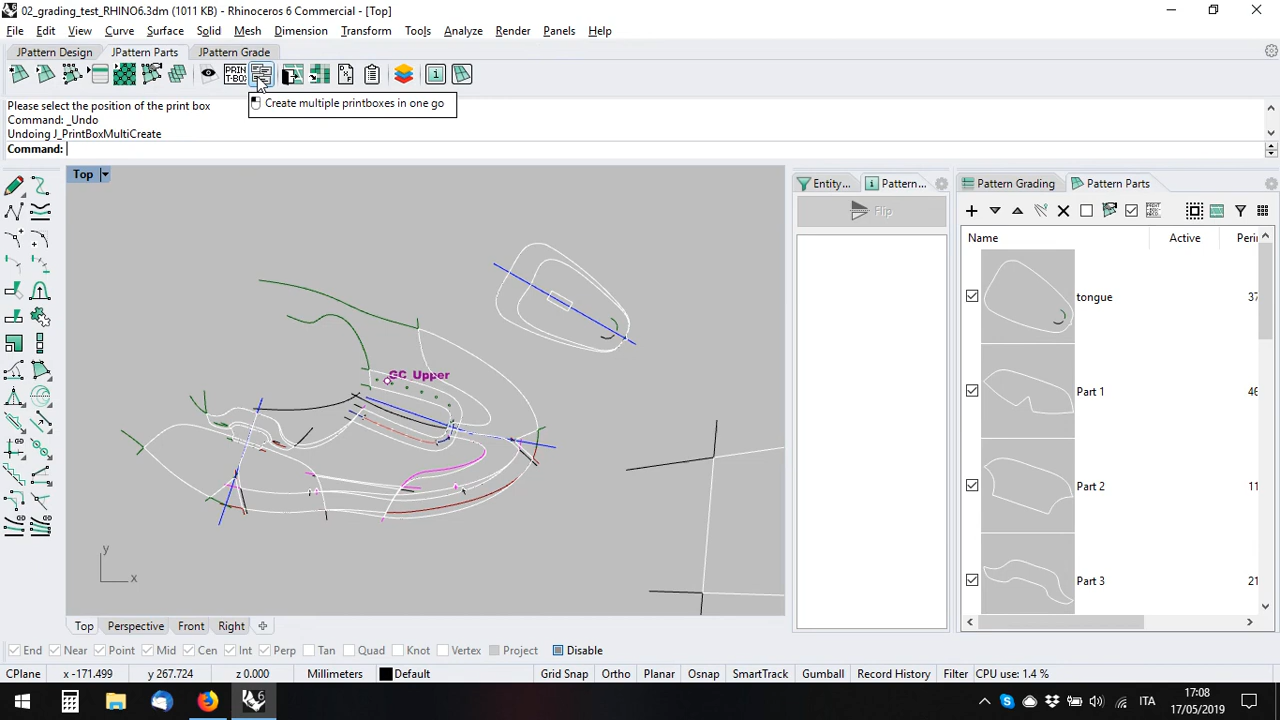 02_grading_test_RHINO6.3dm (1011 KB) - Rhinoceros 6 Commercial - [Top]
File Edit View Curve Surface Solid Mesh Dimension Transform Tools Analyze Render Panels Help
JPattern Design JPattern Parts JPattern Grade
Create multiple printboxes in one go
Please select the position of the print box
Command: _Undo
Undoing J_PrintBoxMultiCreate
Command:
Top
Entity... Pattern... Pattern Grading Pattern Parts
Flip
Name Active Peri
tongue 37
Part 1 46
Part 2 11
Part 3 21
GC Upper
y
x
Top Perspective Front Right
End Near Point Mid Cen Int Perp Tan Quad Knot Vertex Project Disable
CPlane x -171.499 y 267.724 z 0.000 Millimeters Default Grid Snap Ortho Planar Osnap SmartTrack Gumball Record History Filter CPU use: 1.4 %
ITA 17:08
17/05/2019